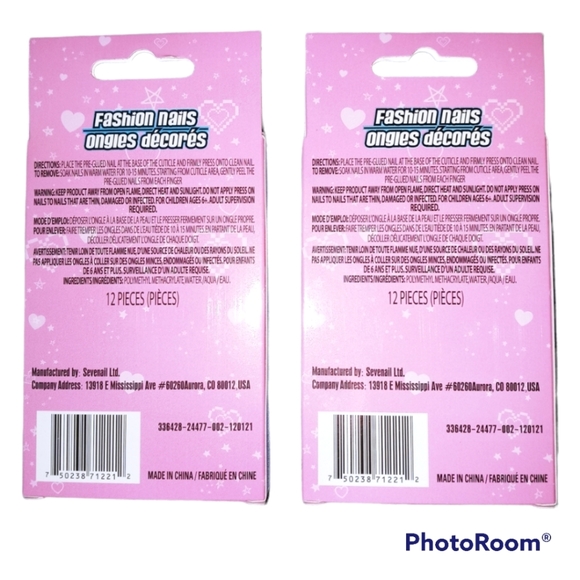 Fashion nails
ongles décorés
DIRECTIONS: PLACE THE PRE-GLUED NAIL AT THE BASE OF THE CUTICLE AND FIRMLY PRESS ONTO CLEAN NAIL.
TO REMOVE: SOAK NAILS IN WARM WATER FOR 10-15 MINUTES. STARTING FROM CUTICLE AREA, GENTLY PEEL THE
PRE-GLUED NAILS FROM EACH FINGER
WARNING: KEEP PRODUCT AWAY FROM OPEN FLAME, DIRECT HEAT AND SUNLIGHT. DO NOT APPLY PRESS ON
NAILS TO NAILS THAT ARE THIN, DAMAGED OR INFECTED. FOR CHILDREN AGES 6+. ADULT SUPERVISION
REQUIRED.
MODE D'EMPLOI: DÉPOSER L'ONGLE À LA BASE DE LA PEAU ET LE PRESSER FERMEMENT SUR UN ONGLE PROPRE.
POUR ENLEVER: FAIRE TREMPER LES ONGLES DANS DE L'EAU TIÈDE DE 10 À 15 MINUTES. EN PARTANT DE LA PEAU,
DÉCOLLER DÉLICATEMENT L'ONGLE DE CHAQUE DOIGT.
AVERTISSEMENT: TENIR LOIN DE TOUTE FLAMME NUE, D'UNE SOURCE DE CHALEUR OU DES RAYONS DU SOLEIL. NE
PAS APPLIQUER LES ONGLES À COLLER SUR DES ONGLES MINCES, ENDOMMAGÉS OU INFECTÉS. POUR ENFANTS
DE 6 ANS ET PLUS. SURVEILLANCE D'UN ADULTE REQUISE.
INGREDIENTS/INGRÉDIENTS: POLYMETHYL METHACRYLATE, WATER /AQUA / EAU.
12 PIECES (PIÈCES)
Manufactured by: Sevenail Ltd.
Company Address: 13918 E Mississippi Ave #60260Aurora, CO 80012.USA
336428-24477-002-120121
7 50238 71221 2
MADE IN CHINA / FABRIQUÉ EN CHINE
Fashion nails
ongles décorés
DIRECTIONS: PLACE THE PRE-GLUED NAIL AT THE BASE OF THE CUTICLE AND FIRMLY PRESS ONTO CLEAN NAIL.
TO REMOVE: SOAK NAILS IN WARM WATER FOR 10-15 MINUTES. STARTING FROM CUTICLE AREA, GENTLY PEEL THE
PRE-GLUED NAILS FROM EACH FINGER
WARNING: KEEP PRODUCT AWAY FROM OPEN FLAME, DIRECT HEAT AND SUNLIGHT. DO NOT APPLY PRESS ON
NAILS TO NAILS THAT ARE THIN, DAMAGED OR INFECTED. FOR CHILDREN AGES 6+. ADULT SUPERVISION
REQUIRED.
MODE D'EMPLOI: DÉPOSER L'ONGLE À LA BASE DE LA PEAU ET LE PRESSER FERMEMENT SUR UN ONGLE PROPRE.
POUR ENLEVER: FAIRE TREMPER LES ONGLES DANS DE L'EAU TIÈDE DE 10 À 15 MINUTES. EN PARTANT DE LA PEAU,
DÉCOLLER DÉLICATEMENT L'ONGLE DE CHAQUE DOIGT.
AVERTISSEMENT: TENIR LOIN DE TOUTE FLAMME NUE, D'UNE SOURCE DE CHALEUR OU DES RAYONS DU SOLEIL. NE
PAS APPLIQUER LES ONGLES À COLLER SUR DES ONGLES MINCES, ENDOMMAGÉS OU INFECTÉS. POUR ENFANTS
DE 6 ANS ET PLUS. SURVEILLANCE D'UN ADULTE REQUISE.
INGREDIENTS/INGRÉDIENTS: POLYMETHYL METHACRYLATE, WATER /AQUA / EAU.
12 PIECES (PIÈCES)
Manufactured by: Sevenail Ltd.
Company Address: 13918 E Mississippi Ave #60260Aurora, CO 80012.USA
336428-24477-002-120121
7 50238 71221 2
MADE IN CHINA / FABRIQUÉ EN CHINE
PhotoRoom®